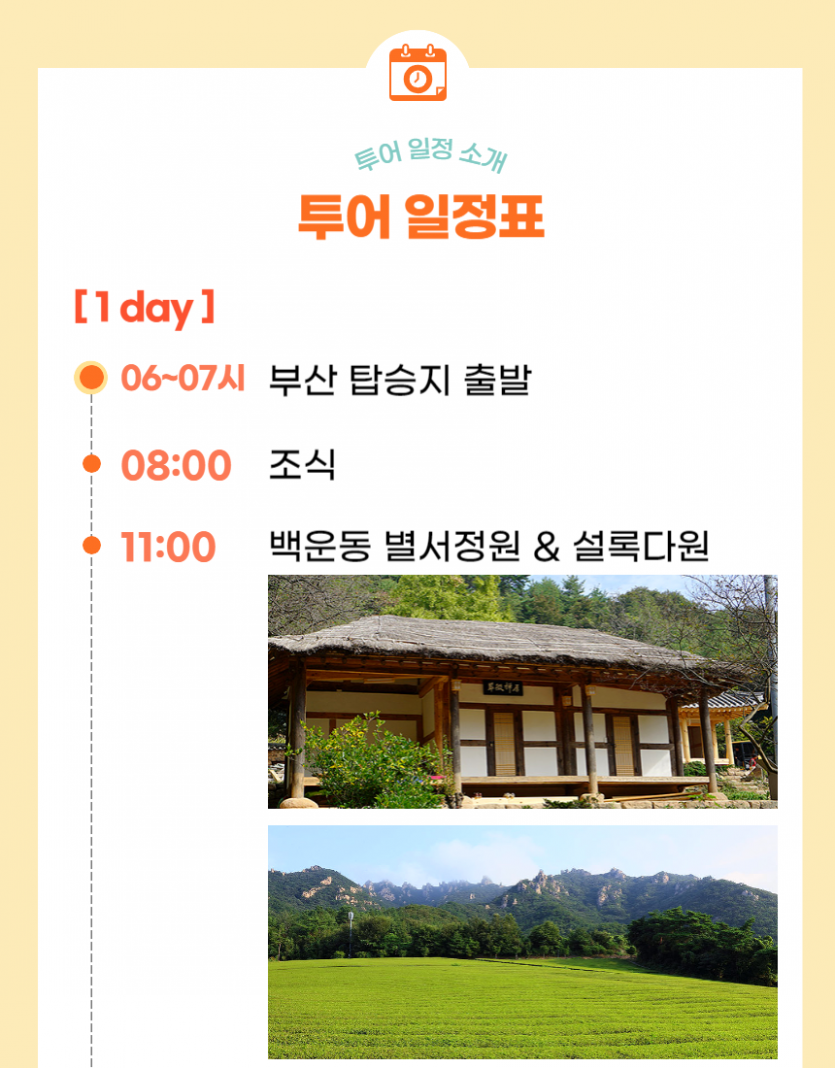 투어 일정 소개
투어 일정표
[ 1 day ]
06~07시 부산 탑승지 출발
08:00 조식
11:00 백운동 별서정원 & 설록다원